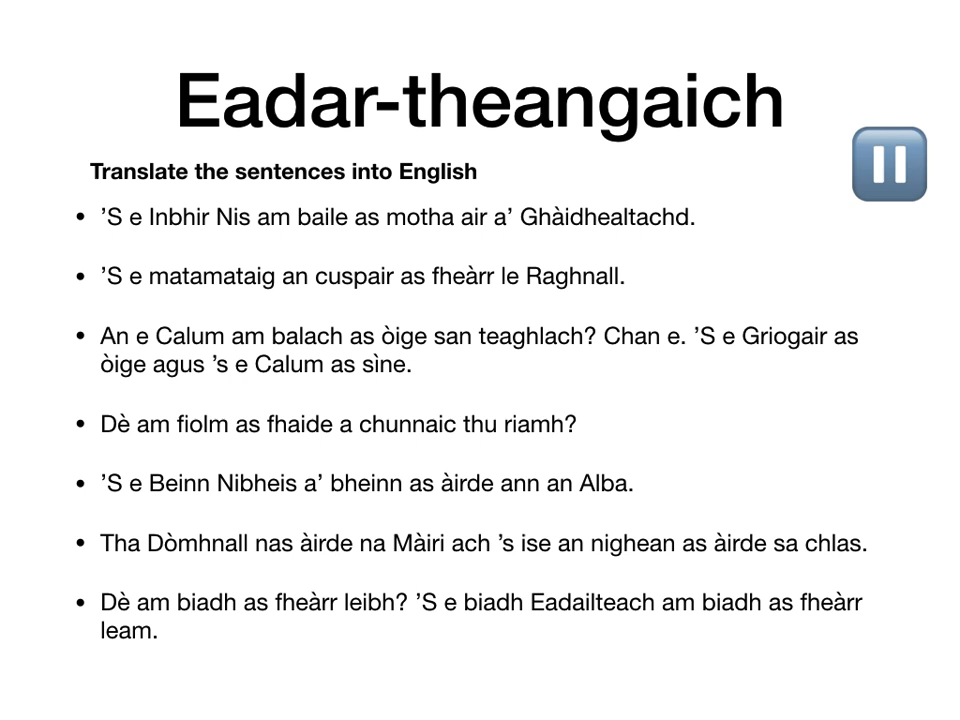 Eadar-theangaich
Translate the sentences into English
• ’S e Inbhir Nis am baile as motha air a’ Ghàidhealtachd.
• ’S e matamataig an cuspair as fheàrr le Raghnall.
• An e Calum am balach as òige san teaghlach? Chan e. ’S e Griogair as
òige agus ’s e Calum as sìne.
• Dè am fiolm as fhaide a chunnaic thu riamh?
• ’S e Beinn Nibheis a’ bheinn as àirde ann an Alba.
• Tha Dòmhnall nas àirde na Màiri ach ’s ise an nighean as àirde sa chlas.
• Dè am biadh as fheàrr leibh? ’S e biadh Eadailteach am biadh as fheàrr
leam.